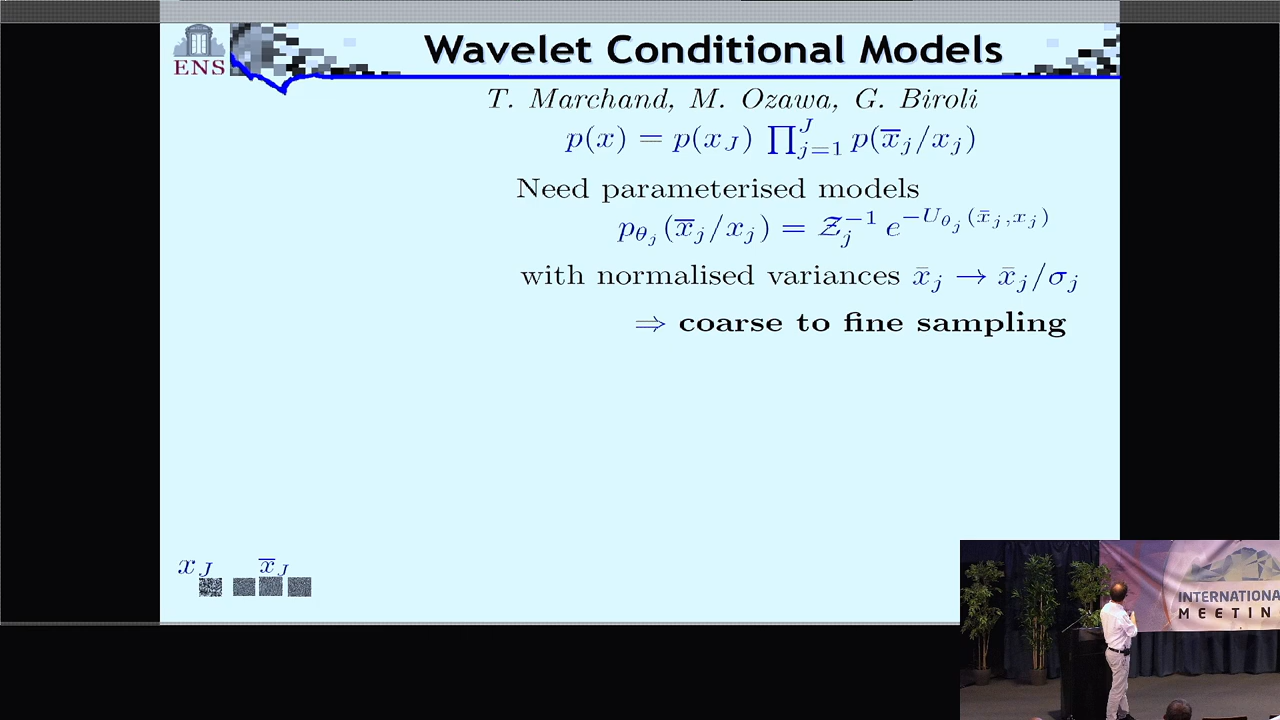 ENS
Wavelet Conditional Models
T. Marchand, M. Ozawa, G. Biroli
p(x) = p(x_J) ∏_{j=1}^{J} p(x̄_j/x_j)
Need parameterised models
p_{θ_j}(x̄_j/x_j) = Z_j^{-1} e^{-U_{θ_j}(x̄_j,x_j)}
with normalised variances x̄_j → x̄_j/σ_j
⇒ coarse to fine sampling
x_J x̄_J
INTERNATIONA
MEETIN